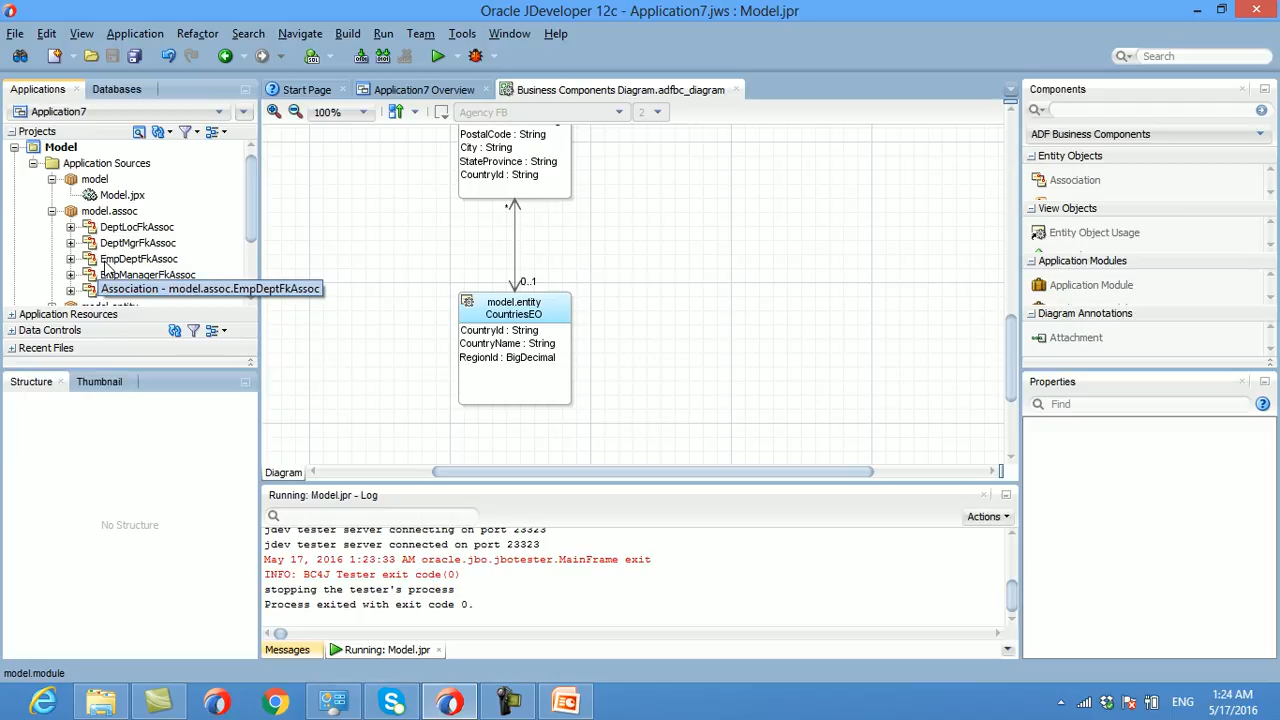 Oracle JDeveloper 12c - Application7.jws : Model.jpr
File Edit View Application Refactor Search Navigate Build Run Team Tools Window Help
Search
Applications Databases
Start Page Application7 Overview Business Components Diagram.adfbc_diagram
Components
Application7
100% Agency FB 2
Projects
ADF Business Components
Model
Application Sources
model
Model.jpx
model.assoc
DeptLocFkAssoc
DeptMgrFkAssoc
EmpDeptFkAssoc
EmpManagerFkAssoc
Association - model.assoc.EmpDeptFkAssoc
Application Resources
Data Controls
Recent Files
Structure Thumbnail
No Structure
PostalCode : String
City : String
StateProvince : String
CountryId : String
*
0..1
model.entity
CountriesEO
CountryId : String
CountryName : String
RegionId : BigDecimal
Diagram
Entity Objects
Association
View Objects
Entity Object Usage
Application Modules
Application Module
Diagram Annotations
Attachment
Properties
Find
Running: Model.jpr - Log
Actions
jdev tester server connecting on port 23323
jdev tester server connected on port 23323
May 17, 2016 1:23:33 AM oracle.jbo.jbotester.MainFrame exit
INFO: BC4J Tester exit code(0)
stopping the tester's process
Process exited with exit code 0.
Messages Running: Model.jpr
model.module
ENG
1:24 AM
5/17/2016